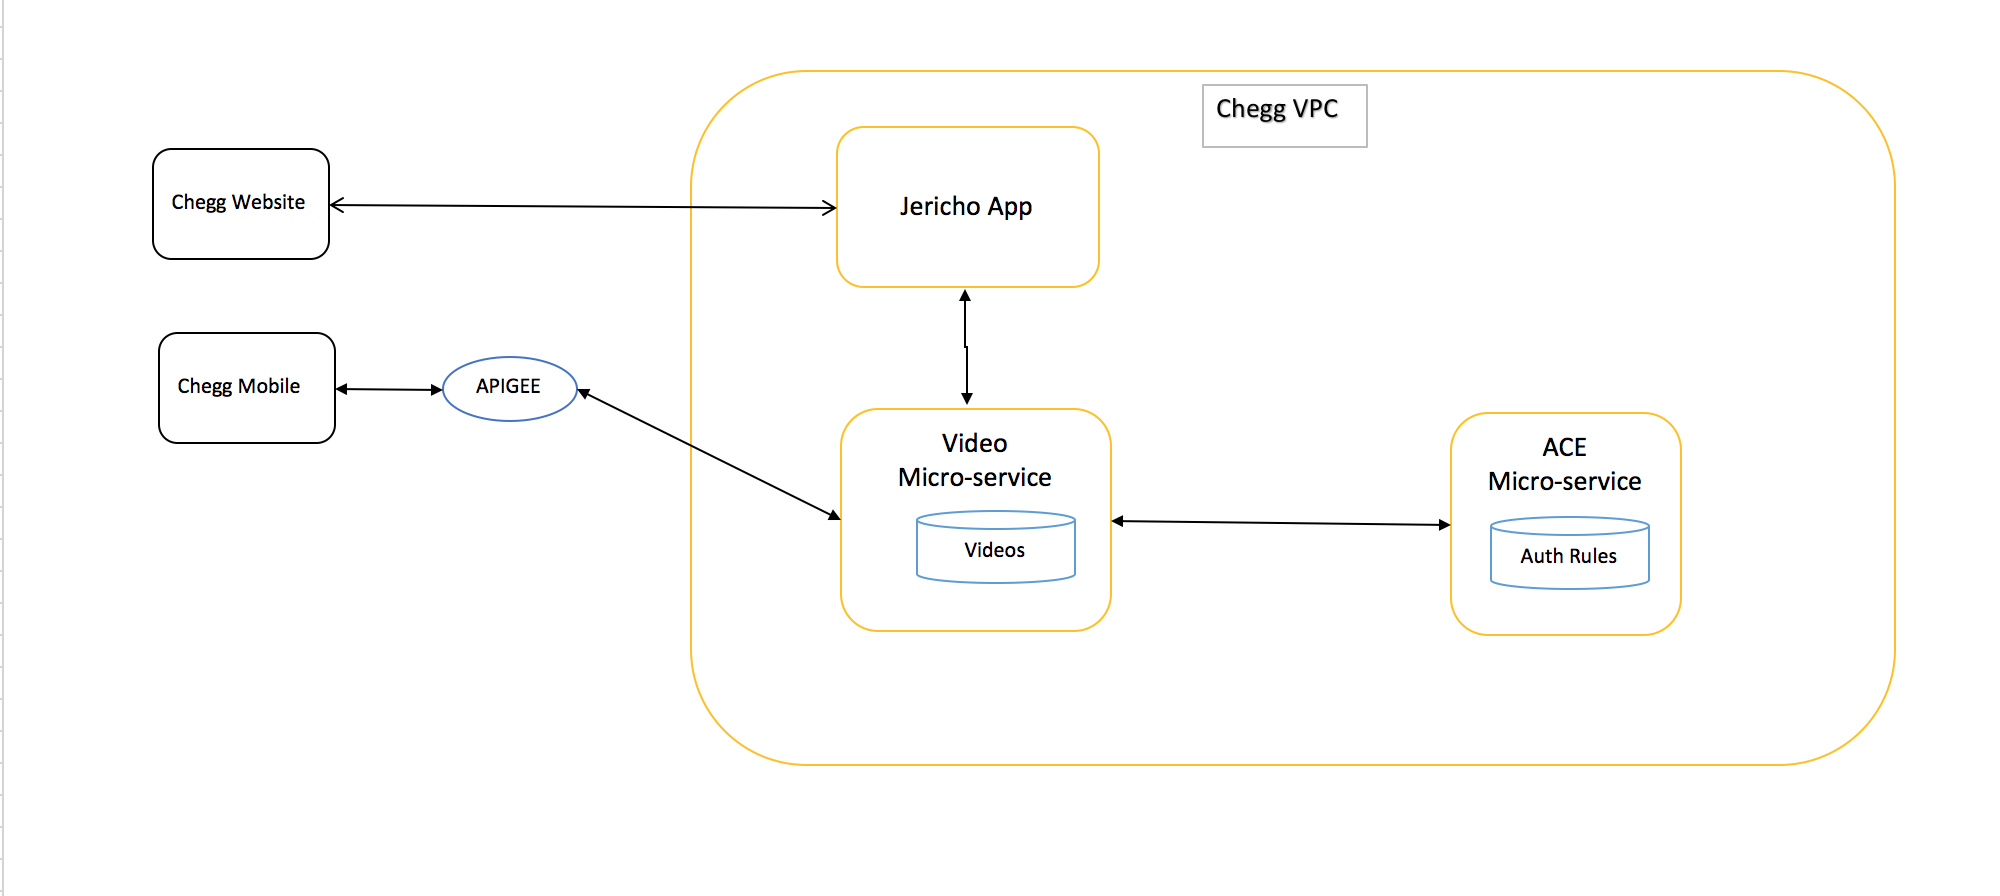 Chegg VPC
Chegg Website
Jericho App
Chegg Mobile
APIGEE
Video
Micro-service
Videos
ACE
Micro-service
Auth Rules